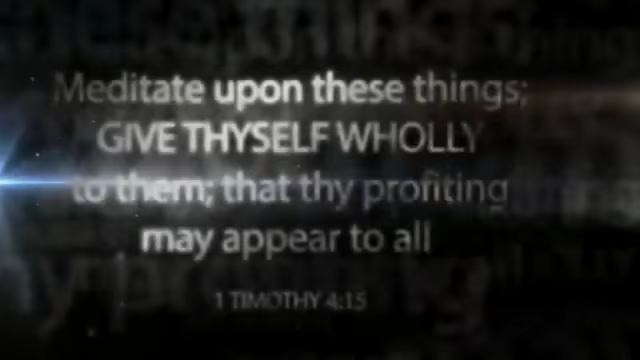 Meditate upon these things;
GIVE THYSELF WHOLLY
to them; that thy profiting
may appear to all
1 TIMOTHY 4:15